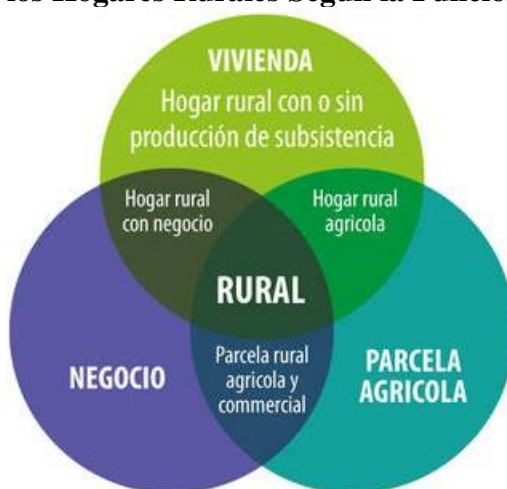 los Hogares Rurales Según la Función
VIVIENDA
Hogar rural con o sin
producción de subsistencia
Hogar rural
con negocio
Hogar rural
agricola
RURAL
NEGOCIO
Parcela rural
agricola y
commercial
PARCELA
AGRICOLA